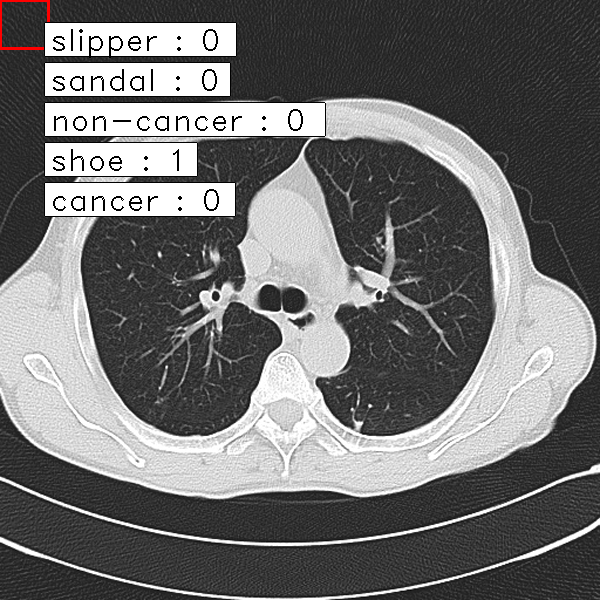 slipper : 0
sandal : 0
non-cancer : 0
shoe : 1
cancer : 0